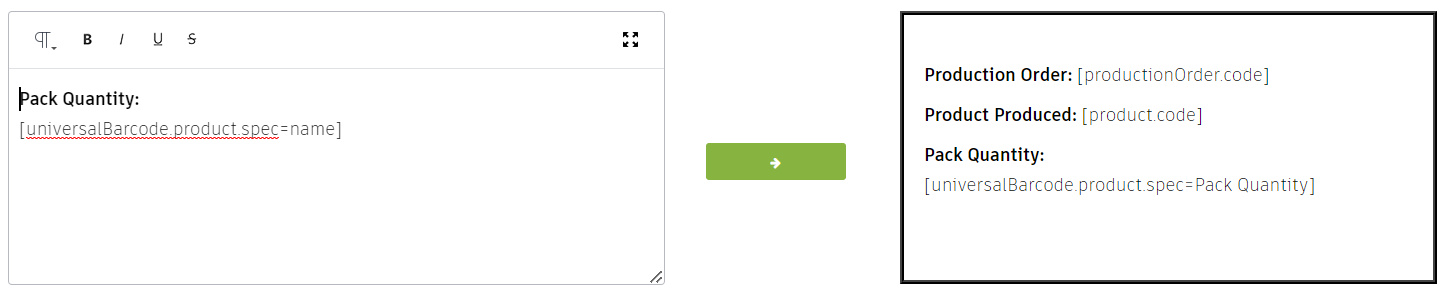 B I U S
Pack Quantity:
[universalBarcode.product.spec=name]
Production Order: [productionOrder.code]
Product Produced: [product.code]
Pack Quantity:
[universalBarcode.product.spec=Pack Quantity]